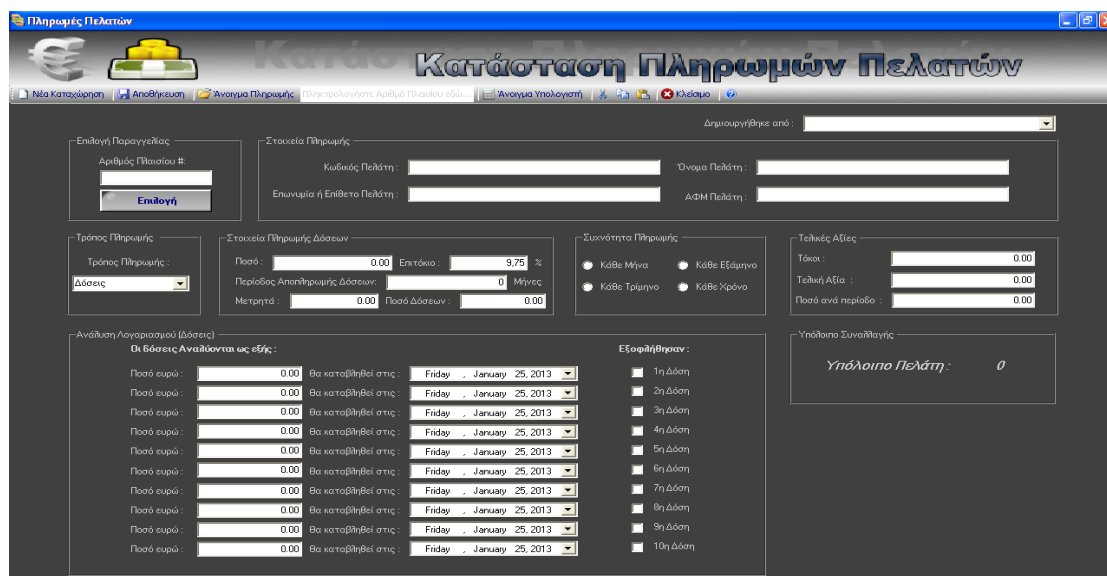 Πληρωμές Πελατών
Κατάσταση Πληρωμών Πελατών
Νέα Καταχώρηση Αποθήκευση Άνοιγμα Πληρωμής Πληκτρολογήστε Αριθμό Πλαισίου εδώ... Άνοιγμα Υπολογιστή Κλείσιμο
Δημιουργήθηκε από :
Επιλογή Παραγγελίας
Αριθμός Πλαισίου #:
Επιλογή
Στοιχεία Πληρωμής
Κωδικός Πελάτη : Όνομα Πελάτη :
Επωνυμία ή Επίθετο Πελάτη : ΑΦΜ Πελάτη :
Τρόπος Πληρωμής
Τρόπος Πληρωμής :
Δόσεις
Στοιχεία Πληρωμής Δόσεων
Ποσό : 0.00 Επιτόκιο : 9,75 %
Περίοδος Αποπληρωμής Δόσεων: 0 Μήνες
Μετρητά : 0.00 Ποσό Δόσεων : 0.00
Συχνότητα Πληρωμής
Κάθε Μήνα Κάθε Εξάμηνο
Κάθε Τρίμηνο Κάθε Χρόνο
Τελικές Αξίες
Τόκοι : 0.00
Τελική Αξία : 0.00
Ποσό ανά περίοδο : 0.00
Ανάλυση Λογαριασμού (Δόσεις)
Οι δόσεις Αναλύονται ως εξής : Εξοφλήθησαν :
Ποσό ευρώ : 0.00 Θα καταβληθεί στις : Friday , January 25, 2013 1η Δόση
Ποσό ευρώ : 0.00 Θα καταβληθεί στις : Friday , January 25, 2013 2η Δόση
Ποσό ευρώ : 0.00 Θα καταβληθεί στις : Friday , January 25, 2013 3η Δόση
Ποσό ευρώ : 0.00 Θα καταβληθεί στις : Friday , January 25, 2013 4η Δόση
Ποσό ευρώ : 0.00 Θα καταβληθεί στις : Friday , January 25, 2013 5η Δόση
Ποσό ευρώ : 0.00 Θα καταβληθεί στις : Friday , January 25, 2013 6η Δόση
Ποσό ευρώ : 0.00 Θα καταβληθεί στις : Friday , January 25, 2013 7η Δόση
Ποσό ευρώ : 0.00 Θα καταβληθεί στις : Friday , January 25, 2013 8η Δόση
Ποσό ευρώ : 0.00 Θα καταβληθεί στις : Friday , January 25, 2013 9η Δόση
Ποσό ευρώ : 0.00 Θα καταβληθεί στις : Friday , January 25, 2013 10η Δόση
Υπόλοιπο Συναλλαγής
Υπόλοιπο Πελάτη : 0